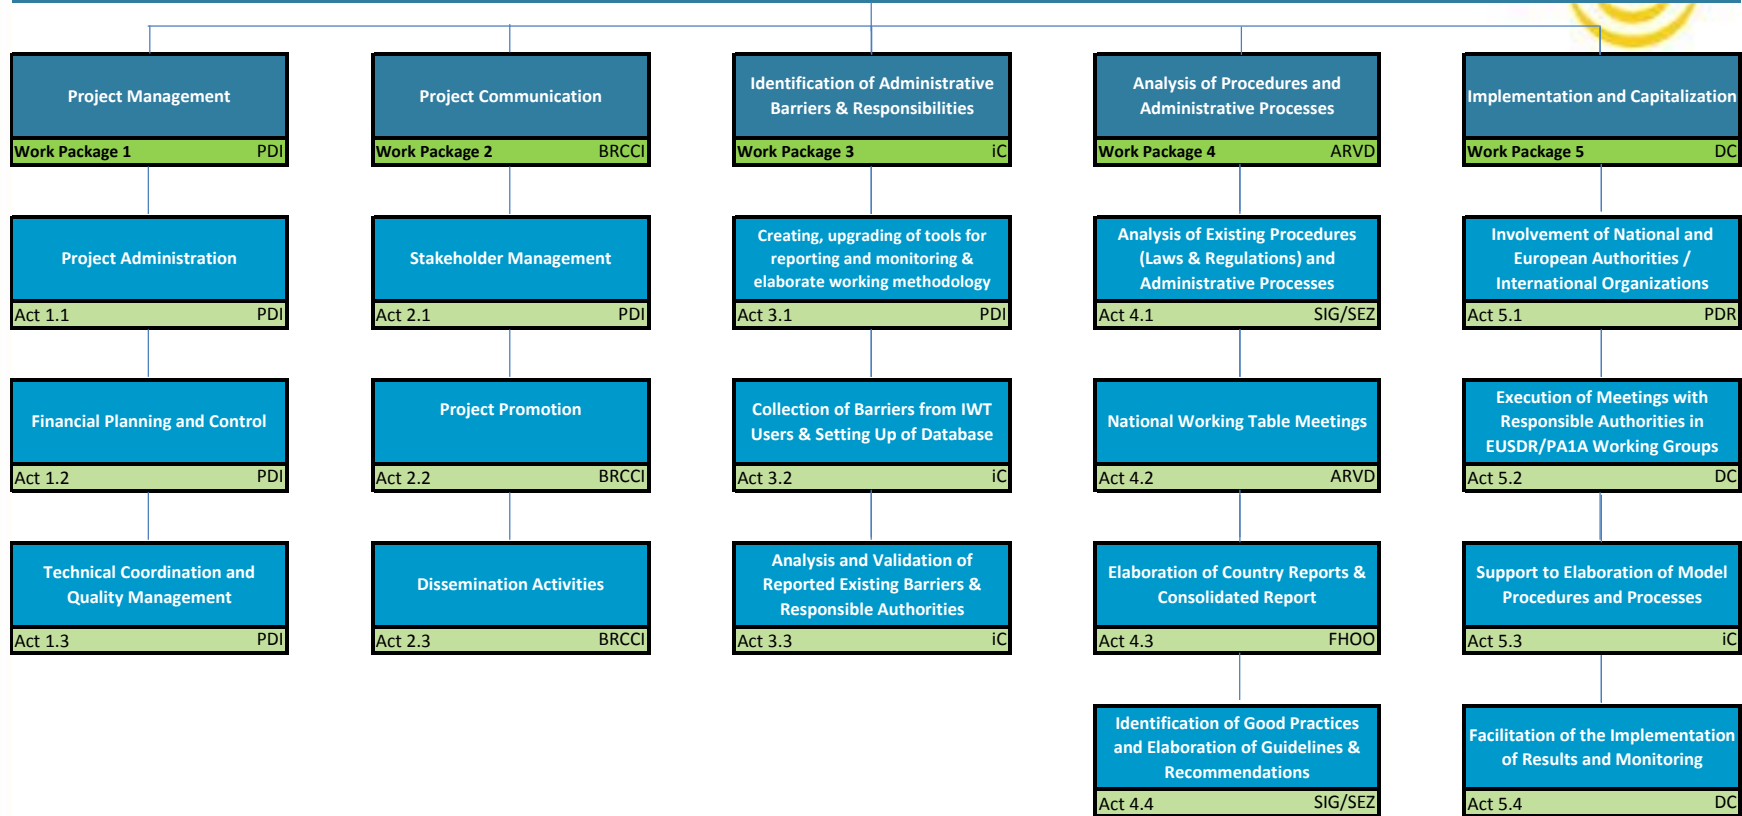 Project Management
Work Package 1 PDI
Project Administration
Act 1.1 PDI
Financial Planning and Control
Act 1.2 PDI
Technical Coordination and
Quality Management
Act 1.3 PDI
Project Communication
Work Package 2 BRCCI
Stakeholder Management
Act 2.1 PDI
Project Promotion
Act 2.2 BRCCI
Dissemination Activities
Act 2.3 BRCCI
Identification of Administrative
Barriers & Responsibilities
Work Package 3 iC
Creating, upgrading of tools for
reporting and monitoring &
elaborate working methodology
Act 3.1 PDI
Collection of Barriers from IWT
Users & Setting Up of Database
Act 3.2 iC
Analysis and Validation of
Reported Existing Barriers &
Responsible Authorities
Act 3.3 iC
Analysis of Procedures and
Administrative Processes
Work Package 4 ARVD
Analysis of Existing Procedures
(Laws & Regulations) and
Administrative Processes
Act 4.1 SIG/SEZ
National Working Table Meetings
Act 4.2 ARVD
Elaboration of Country Reports &
Consolidated Report
Act 4.3 FHOO
Identification of Good Practices
and Elaboration of Guidelines &
Recommendations
Act 4.4 SIG/SEZ
Implementation and Capitalization
Work Package 5 DC
Involvement of National and
European Authorities /
International Organizations
Act 5.1 PDR
Execution of Meetings with
Responsible Authorities in
EUSDR/PA1A Working Groups
Act 5.2 DC
Support to Elaboration of Model
Procedures and Processes
Act 5.3 iC
Facilitation of the Implementation
of Results and Monitoring
Act 5.4 DC